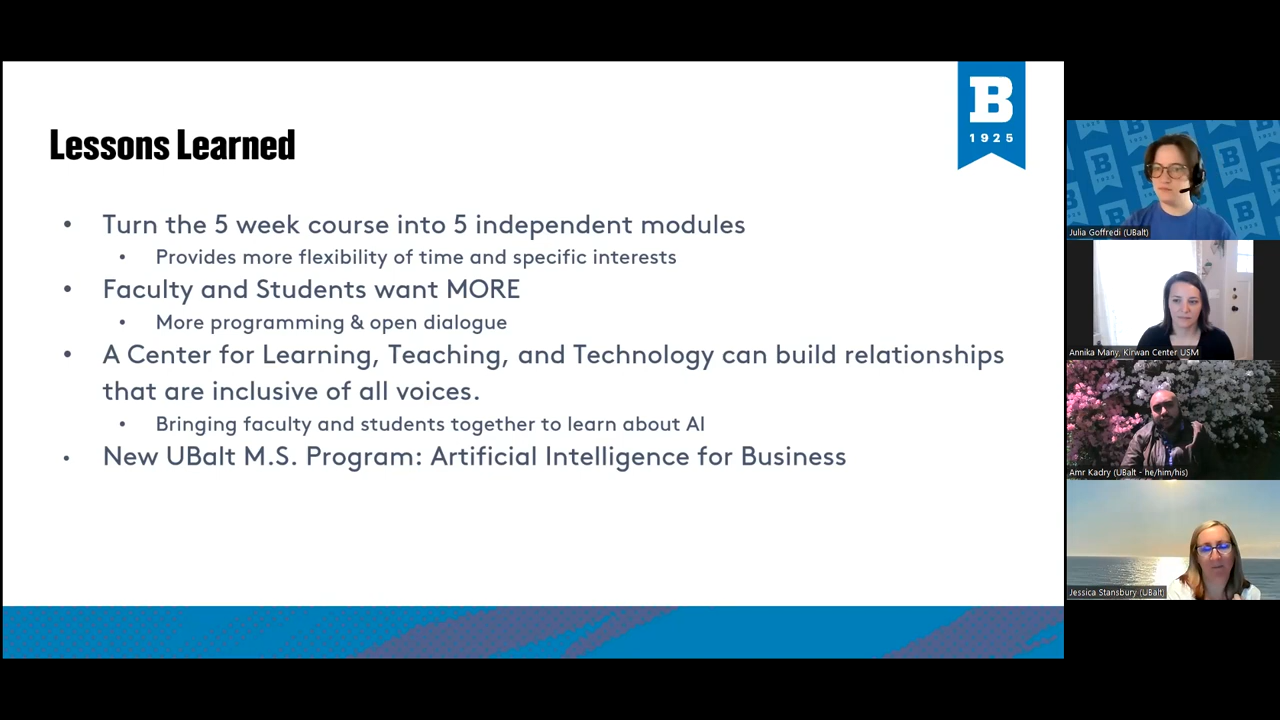 B
1925
Lessons Learned
• Turn the 5 week course into 5 independent modules
• Provides more flexibility of time and specific interests
• Faculty and Students want MORE
• More programming & open dialogue
• A Center for Learning, Teaching, and Technology can build relationships
that are inclusive of all voices.
• Bringing faculty and students together to learn about AI
• New UBalt M.S. Program: Artificial Intelligence for Business
Julia Goffredi (UBalt)
Annika Many, Kirwan Center USM
Amr Kadry (UBalt - he/him/his)
Jessica Stansbury (UBalt)